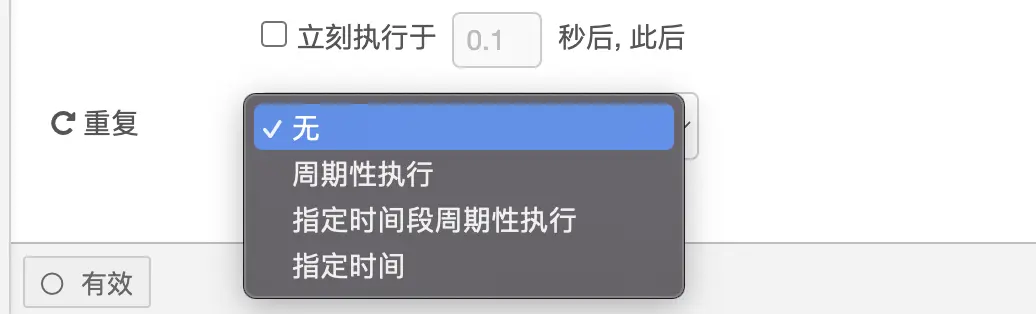 立刻执行于 0.1 秒后, 此后
重复
无
周期性执行
指定时间段周期性执行
指定时间
有效